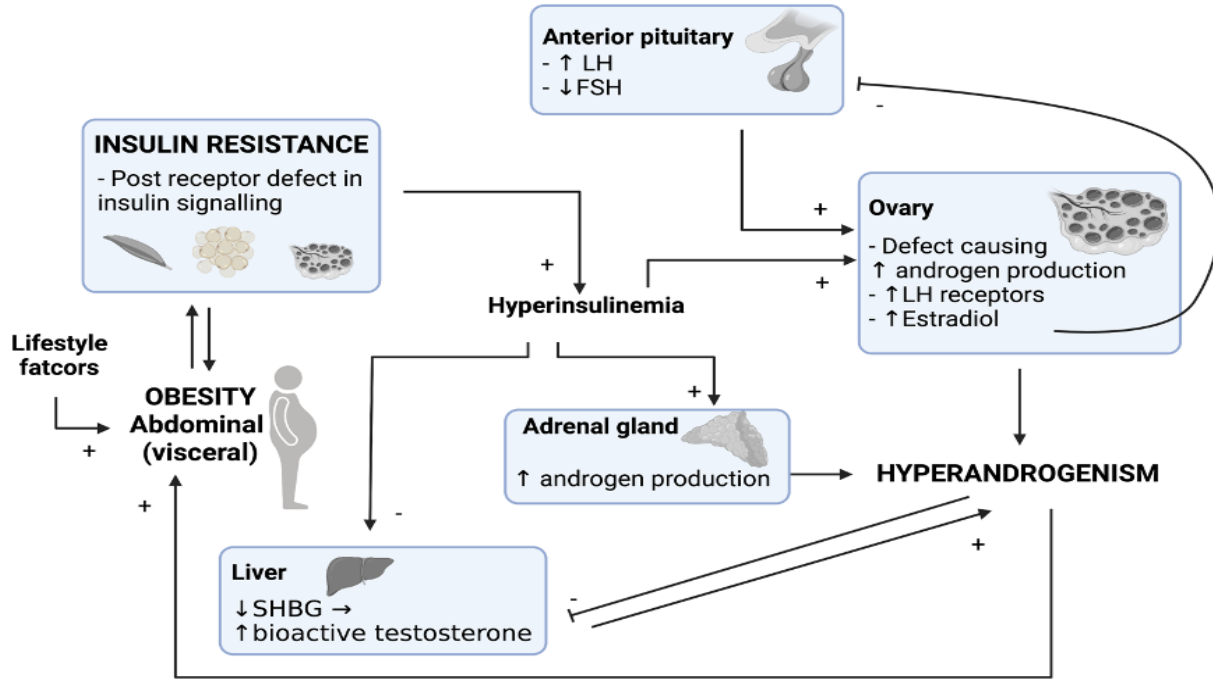 Anterior pituitary
- ↑ LH
- ↓FSH
-
INSULIN RESISTANCE
- Post receptor defect in
insulin signalling
+
Ovary
- Defect causing
↑ androgen production
- ↑LH receptors
- ↑Estradiol
+
+
Hyperinsulinemia
Lifestyle
fatcors
+
OBESITY
Abdominal
(visceral)
+
+
Adrenal gland
↑ androgen production
HYPERANDROGENISM
-
+
Liver
↓SHBG →
↑bioactive testosterone
-